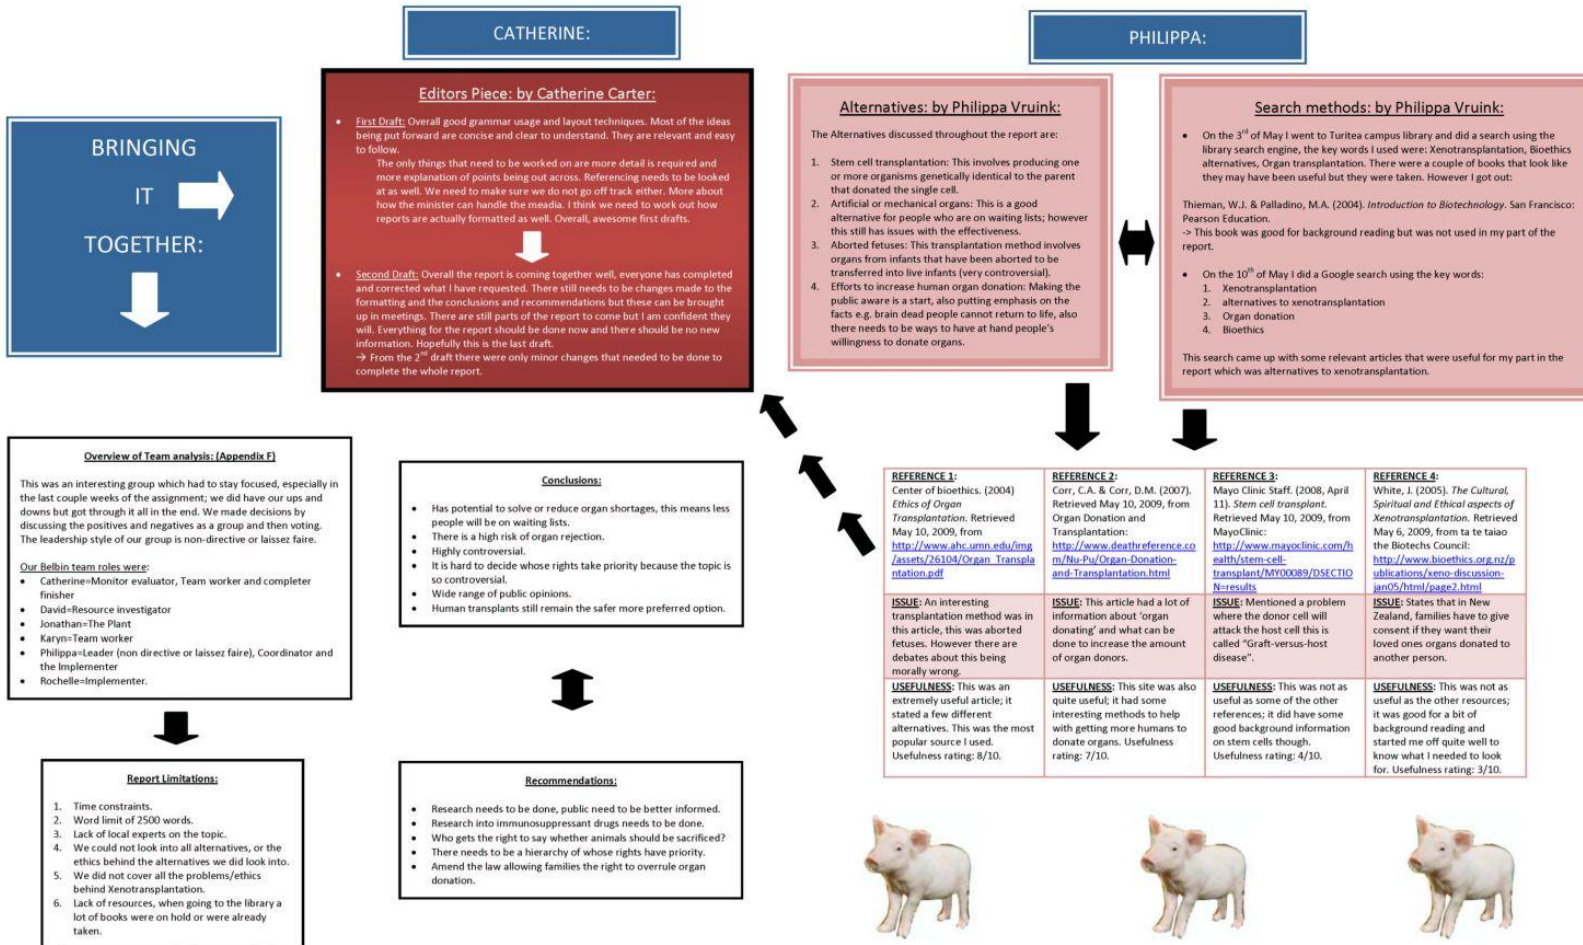 CATHERINE:
PHILIPPA:
BRINGING
IT
TOGETHER:
Editors Piece: by Catherine Carter:
• First Draft: Overall good grammar usage and layout techniques. Most of the ideas
being put forward are concise and clear to understand. They are relevant and easy
to follow.
The only things that need to be worked on are more detail is required and
more explanation of points being out across. Referencing needs to be looked
at as well. We need to make sure we do not go off track either. More about
how the minister can handle the meadia. I think we need to work out how
reports are actually formatted as well. Overall, awesome first drafts.
• Second Draft: Overall the report is coming together well, everyone has completed
and corrected what I have requested. There still needs to be changes made to the
formatting and the conclusions and recommendations but these can be brought
up in meetings. There are still parts of the report to come but I am confident they
will. Everything for the report should be done now and there should be no new
information. Hopefully this is the last draft.
→ From the 2nd draft there were only minor changes that needed to be done to
complete the whole report.
Alternatives: by Philippa Vruink:
The Alternatives discussed throughout the report are:
1. Stem cell transplantation: This involves producing one
or more organisms genetically identical to the parent
that donated the single cell.
2. Artificial or mechanical organs: This is a good
alternative for people who are on waiting lists; however
this still has issues with the effectiveness.
3. Aborted fetuses: This transplantation method involves
organs from infants that have been aborted to be
transferred into live infants (very controversial).
4. Efforts to increase human organ donation: Making the
public aware is a start, also putting emphasis on the
facts e.g. brain dead people cannot return to life, also
there needs to be ways to have at hand people's
willingness to donate organs.
Search methods: by Philippa Vruink:
• On the 3rd of May I went to Turitea campus library and did a search using the
library search engine, the key words I used were: Xenotransplantation, Bioethics
alternatives, Organ transplantation. There were a couple of books that look like
they may have been useful but they were taken. However I got out:
Thieman, W.J. & Palladino, M.A. (2004). Introduction to Biotechnology. San Francisco:
Pearson Education.
-> This book was good for background reading but was not used in my part of the
report.
• On the 10th of May I did a Google search using the key words:
1. Xenotransplantation
2. alternatives to xenotransplantation
3. Organ donation
4. Bioethics
This search came up with some relevant articles that were useful for my part in the
report which was alternatives to xenotransplantation.
Overview of Team analysis: (Appendix F)
This was an interesting group which had to stay focused, especially in
the last couple weeks of the assignment; we did have our ups and
downs but got through it all in the end. We made decisions by
discussing the positives and negatives as a group and then voting.
The leadership style of our group is non-directive or laissez faire.
Our Belbin team roles were:
• Catherine=Monitor evaluator, Team worker and completer
finisher
• David=Resource investigator
• Jonathan=The Plant
• Karyn=Team worker
• Philippa=Leader (non directive or laissez faire), Coordinator and
the Implementer
• Rochelle=Implementer.
Report Limitations:
1. Time constraints.
2. Word limit of 2500 words.
3. Lack of local experts on the topic.
4. We could not look into all alternatives, or the
ethics behind the alternatives we did look into.
5. We did not cover all the problems/ethics
behind Xenotransplantation.
6. Lack of resources, when going to the library a
lot of books were on hold or were already
taken.
Conclusions:
• Has potential to solve or reduce organ shortages, this means less
people will be on waiting lists.
• There is a high risk of organ rejection.
• Highly controversial.
• It is hard to decide whose rights take priority because the topic is
so controversial.
• Wide range of public opinions.
• Human transplants still remain the safer more preferred option.
Recommendations:
• Research needs to be done, public need to be better informed.
• Research into immunosuppressant drugs needs to be done.
• Who gets the right to say whether animals should be sacrificed?
• There needs to be a hierarchy of whose rights have priority.
• Amend the law allowing families the right to overrule organ
donation.
REFERENCE 1:
Center of bioethics. (2004)
Ethics of Organ
Transplantation. Retrieved
May 10, 2009, from
http://www.ahc.umn.edu/img
/assets/26104/Organ_Transpla
ntation.pdf
REFERENCE 2:
Corr, C.A. & Corr, D.M. (2007).
Retrieved May 10, 2009, from
Organ Donation and
Transplantation:
http://www.deathreference.co
m/Nu-Pu/Organ-Donation-
and-Transplantation.html
REFERENCE 3:
Mayo Clinic Staff. (2008, April
11). Stem cell transplant.
Retrieved May 10, 2009, from
MayoClinic:
http://www.mayoclinic.com/h
ealth/stem-cell-
transplant/MY00089/DSECTIO
N=results
REFERENCE 4:
White, J. (2005). The Cultural,
Spiritual and Ethical aspects of
Xenotransplantation. Retrieved
May 6, 2009, from ta te taiao
the Biotechs Council:
http://www.bioethics.org.nz/p
ublications/xeno-discussion-
jan05/html/page2.html
ISSUE: An interesting
transplantation method was in
this article, this was aborted
fetuses. However there are
debates about this being
morally wrong.
ISSUE: This article had a lot of
information about 'organ
donating' and what can be
done to increase the amount
of organ donors.
ISSUE: Mentioned a problem
where the donor cell will
attack the host cell this is
called "Graft-versus-host
disease".
ISSUE: States that in New
Zealand, families have to give
consent if they want their
loved ones organs donated to
another person.
USEFULNESS: This was an
extremely useful article; it
stated a few different
alternatives. This was the most
popular source I used.
Usefulness rating: 8/10.
USEFULNESS: This site was also
quite useful; it had some
interesting methods to help
with getting more humans to
donate organs. Usefulness
rating: 7/10.
USEFULNESS: This was not as
useful as some of the other
references; it did have some
good background information
on stem cells though.
Usefulness rating: 4/10.
USEFULNESS: This was not as
useful as the other resources;
it was good for a bit of
background reading and
started me off quite well to
know what I needed to look
for. Usefulness rating: 3/10.